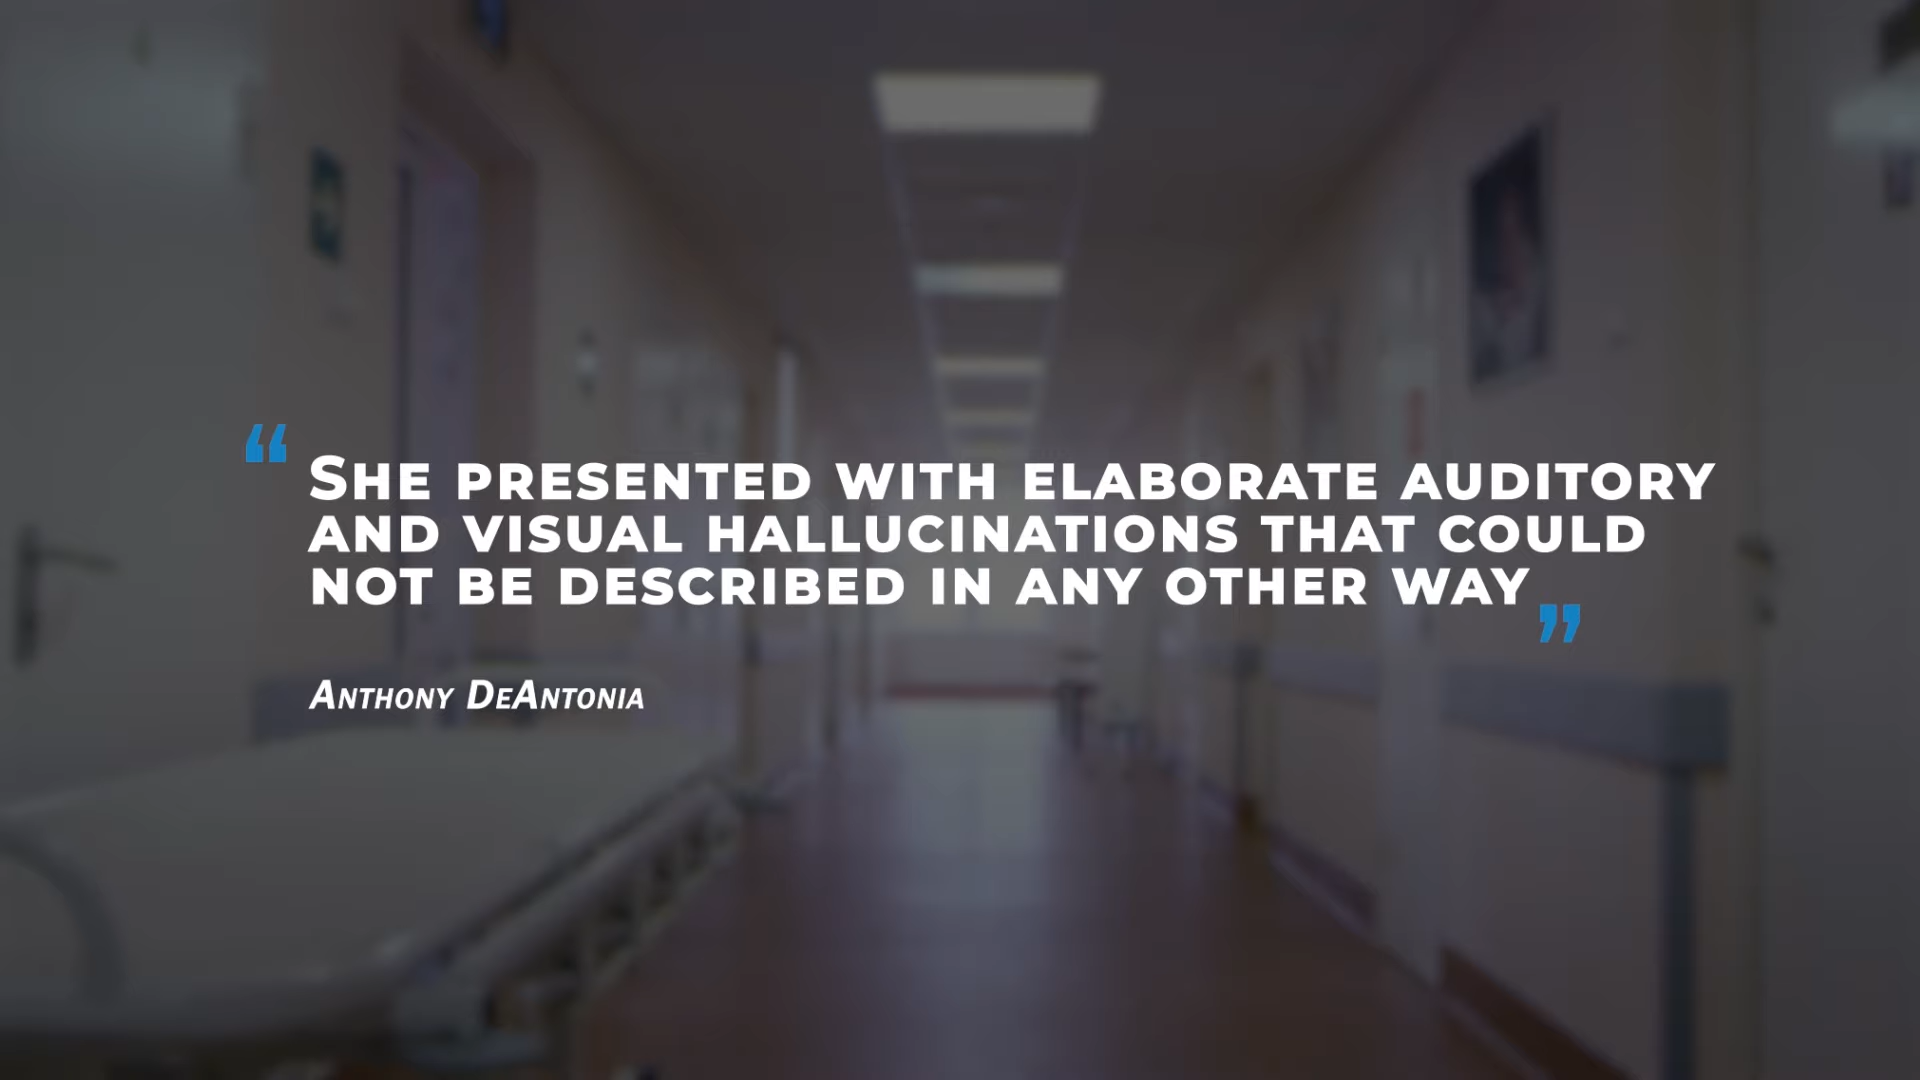 “She presented with elaborate auditory
and visual hallucinations that could
not be described in any other way”
Anthony DeAntonia